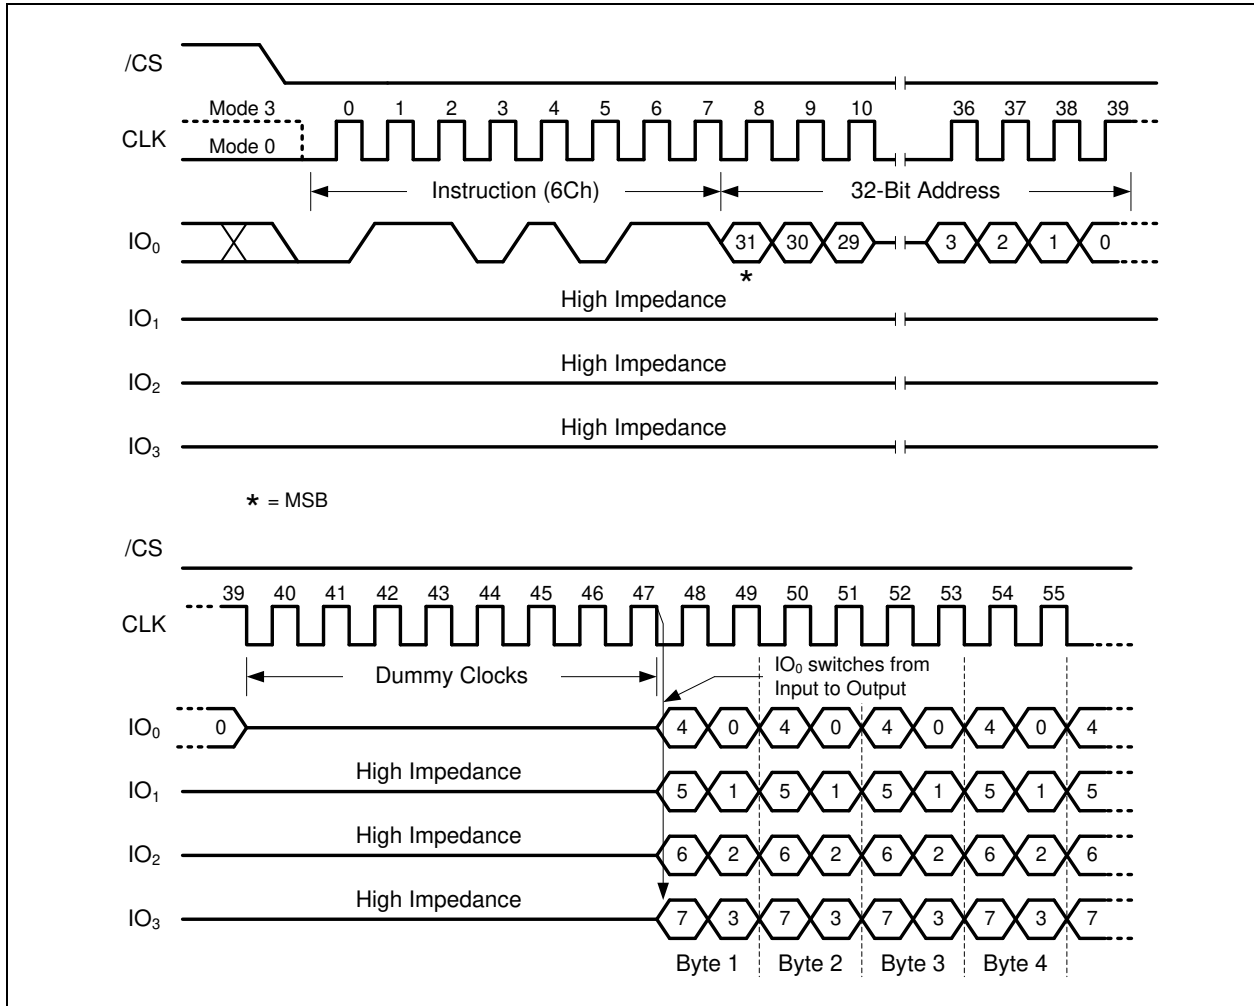 /CS
Mode 3 0 1 2 3 4 5 6 7 8 9 10 36 37 38 39
CLK
Mode 0
Instruction (6Ch) 32-Bit Address
IO0 31 30 29 3 2 1 0
*
High Impedance
IO1
High Impedance
IO2
High Impedance
IO3
* = MSB
/CS
39 40 41 42 43 44 45 46 47 48 49 50 51 52 53 54 55
CLK
IO0 switches from
Dummy Clocks Input to Output
IO0 0 4 0 4 0 4 0 4 0 4
High Impedance
IO1 5 1 5 1 5 1 5 1 5
High Impedance
IO2 6 2 6 2 6 2 6 2 6
High Impedance
IO3 7 3 7 3 7 3 7 3 7
Byte 1 Byte 2 Byte 3 Byte 4